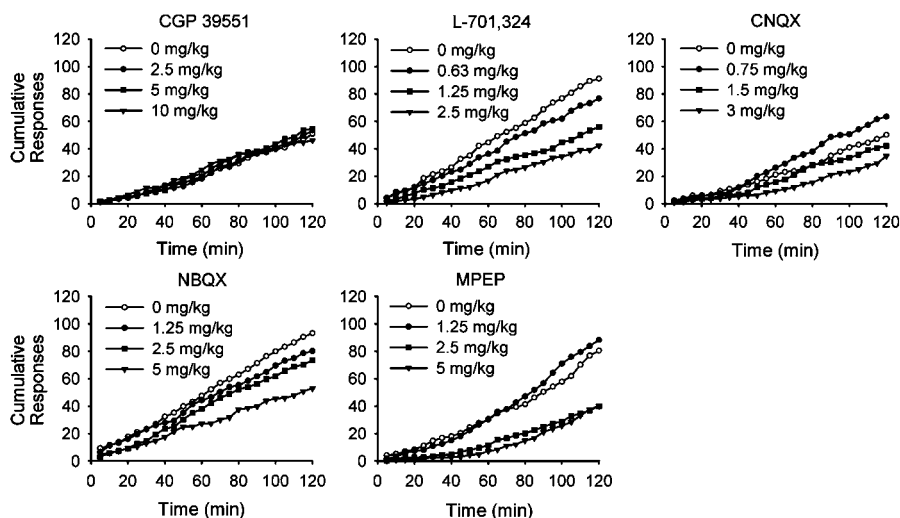 CGP 39551
120
100
80
60
40
20
0
0 mg/kg
2.5 mg/kg
5 mg/kg
10 mg/kg
Cumulative
Responses
0 20 40 60 80 100 120
Time (min)
L-701,324
120
100
80
60
40
20
0
0 mg/kg
0.63 mg/kg
1.25 mg/kg
2.5 mg/kg
0 20 40 60 80 100 120
Time (min)
CNQX
120
100
80
60
40
20
0
0 mg/kg
0.75 mg/kg
1.5 mg/kg
3 mg/kg
0 20 40 60 80 100 120
Time (min)
NBQX
120
100
80
60
40
20
0
0 mg/kg
1.25 mg/kg
2.5 mg/kg
5 mg/kg
Cumulative
Responses
0 20 40 60 80 100 120
Time (min)
MPEP
120
100
80
60
40
20
0
0 mg/kg
1.25 mg/kg
2.5 mg/kg
5 mg/kg
0 20 40 60 80 100 120
Time (min)